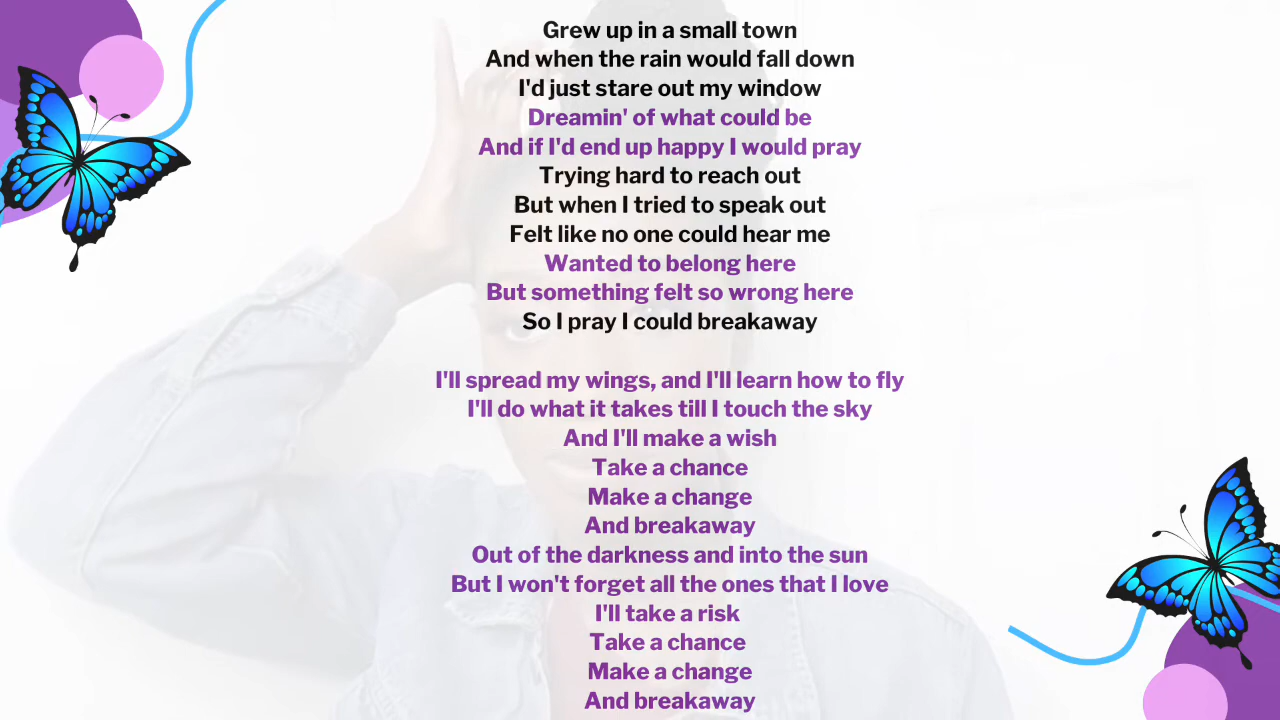 Grew up in a small town
And when the rain would fall down
I'd just stare out my window
Dreamin' of what could be
And if I'd end up happy I would pray
Trying hard to reach out
But when I tried to speak out
Felt like no one could hear me
Wanted to belong here
But something felt so wrong here
So I pray I could breakaway
I'll spread my wings, and I'll learn how to fly
I'll do what it takes till I touch the sky
And I'll make a wish
Take a chance
Make a change
And breakaway
Out of the darkness and into the sun
But I won't forget all the ones that I love
I'll take a risk
Take a chance
Make a change
And breakaway